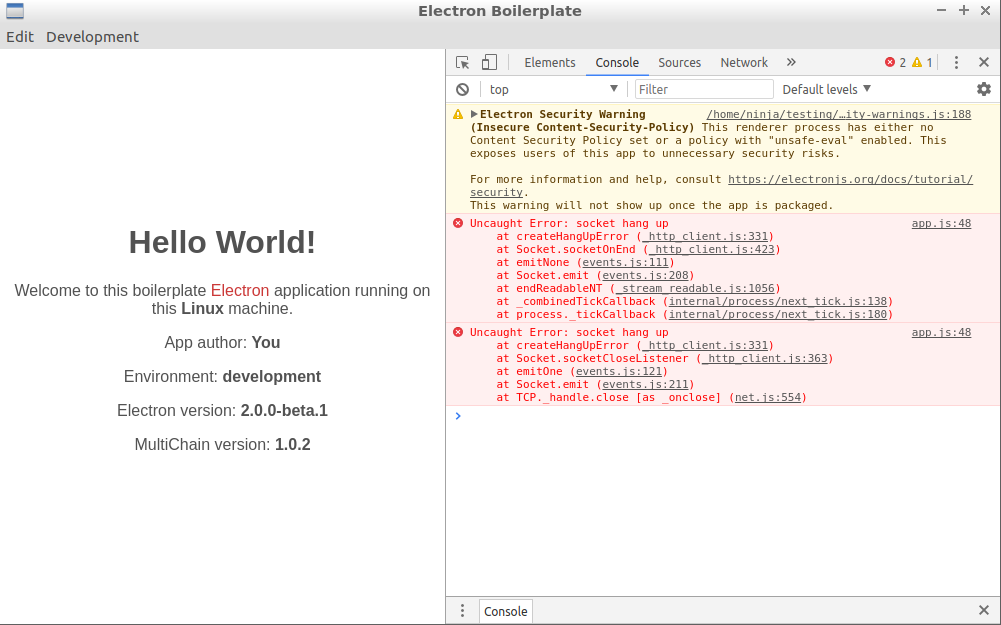 Electron Boilerplate
Edit Development
Hello World!
Welcome to this boilerplate Electron application running on
this Linux machine.
App author: You
Environment: development
Electron version: 2.0.0-beta.1
MultiChain version: 1.0.2
Elements Console Sources Network » 2 1
top Filter Default levels
Electron Security Warning /home/ninja/testing/…ity-warnings.js:188
(Insecure Content-Security-Policy) This renderer process has either no
Content Security Policy set or a policy with "unsafe-eval" enabled. This
exposes users of this app to unnecessary security risks.
For more information and help, consult https://electronjs.org/docs/tutorial/
security.
This warning will not show up once the app is packaged.
Uncaught Error: socket hang up app.js:48
at createHangUpError (_http_client.js:331)
at Socket.socketOnEnd (_http_client.js:423)
at emitNone (events.js:111)
at Socket.emit (events.js:208)
at endReadableNT (_stream_readable.js:1056)
at _combinedTickCallback (internal/process/next_tick.js:138)
at process._tickCallback (internal/process/next_tick.js:180)
Uncaught Error: socket hang up app.js:48
at createHangUpError (_http_client.js:331)
at Socket.socketCloseListener (_http_client.js:363)
at emitOne (events.js:121)
at Socket.emit (events.js:211)
at TCP._handle.close [as _onclose] (net.js:554)
Console